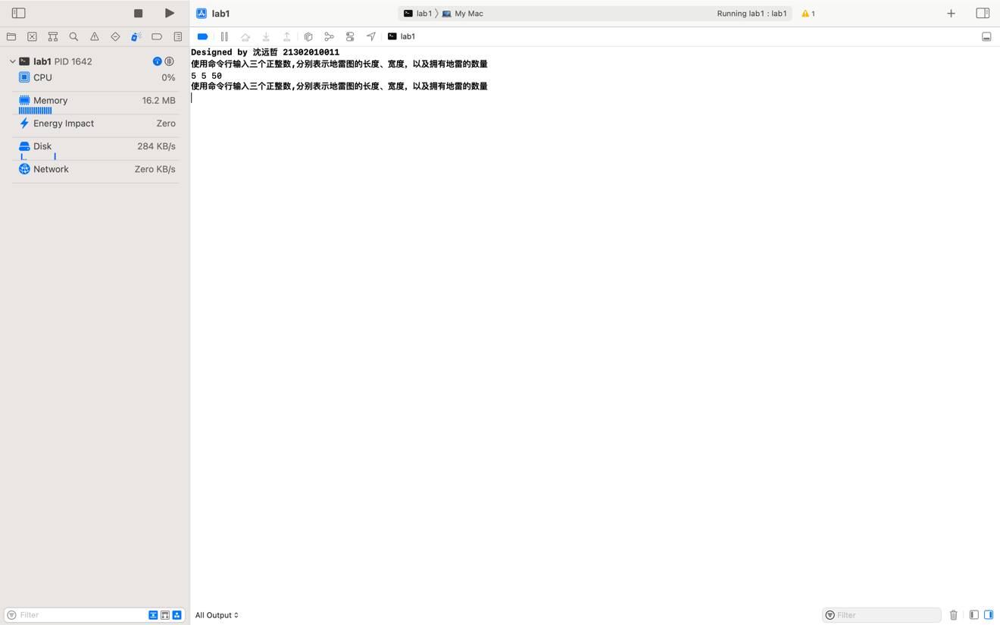 lab1
lab1 〉 My Mac
Running lab1 : lab1
1
lab1
lab1 PID 1642
CPU 0%
Memory 16.2 MB
Energy Impact Zero
Disk 284 KB/s
Network Zero KB/s
Designed by 沈远哲 21302010011
使用命令行输入三个正整数,分别表示地雷图的长度、宽度，以及拥有地雷的数量
5 5 50
使用命令行输入三个正整数,分别表示地雷图的长度、宽度，以及拥有地雷的数量
Filter
All Output
Filter